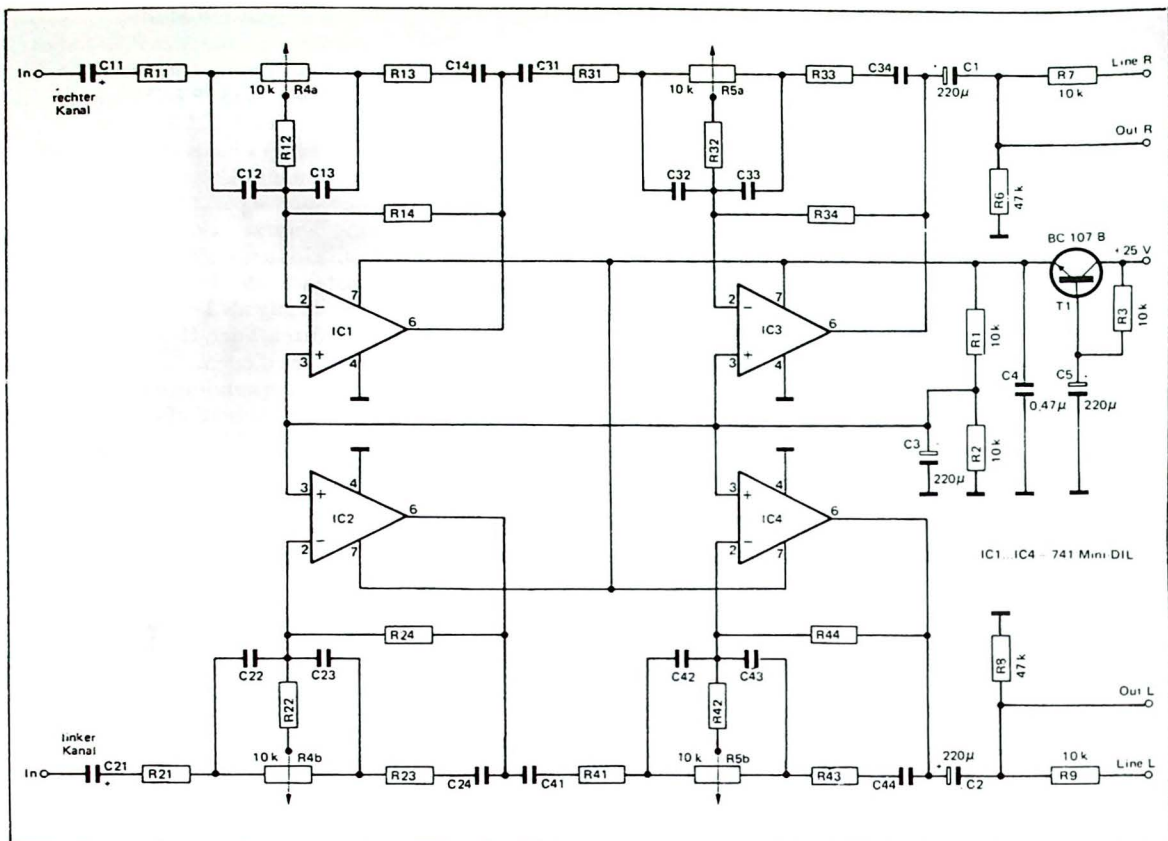 In
C11
+
R11
rechter
Kanal
10 k
R4a
R12
C12
C13
R13
C14
R14
C31
R31
10 k
R5a
R32
C32
C33
R33
C34
R34
C1
+
220µ
R7
10 k
Line R
Out R
R6
47 k
BC 107 B
+25 V
T1
R3
10 k
2
−
7
IC1
6
3
+
4
2
−
7
IC3
6
3
+
4
R1
10 k
C4
0,47µ
C5
220µ
C3
220µ
R2
10 k
3
+
4
IC2
6
2
−
7
3
+
4
IC4
6
2
−
7
IC1...IC4 = 741 Mini-DIL
R24
C22
C23
R22
R44
C42
C43
R42
R8
47 k
Out L
linker
Kanal
In
C21
+
R21
10 k
R4b
R23
C24
C41
R41
10 k
R5b
R43
C44
220µ
+
C2
10 k
R9
Line L